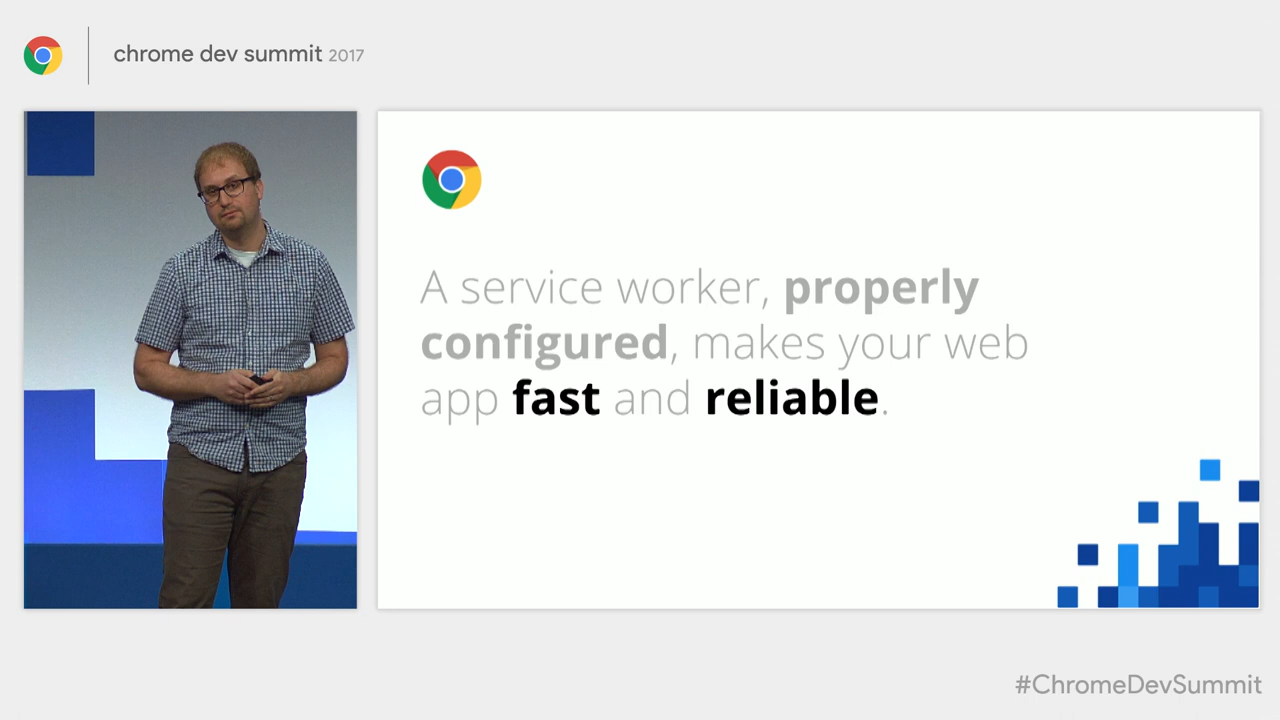 chrome dev summit 2017
A service worker, properly
configured, makes your web
app fast and reliable.
#ChromeDevSummit